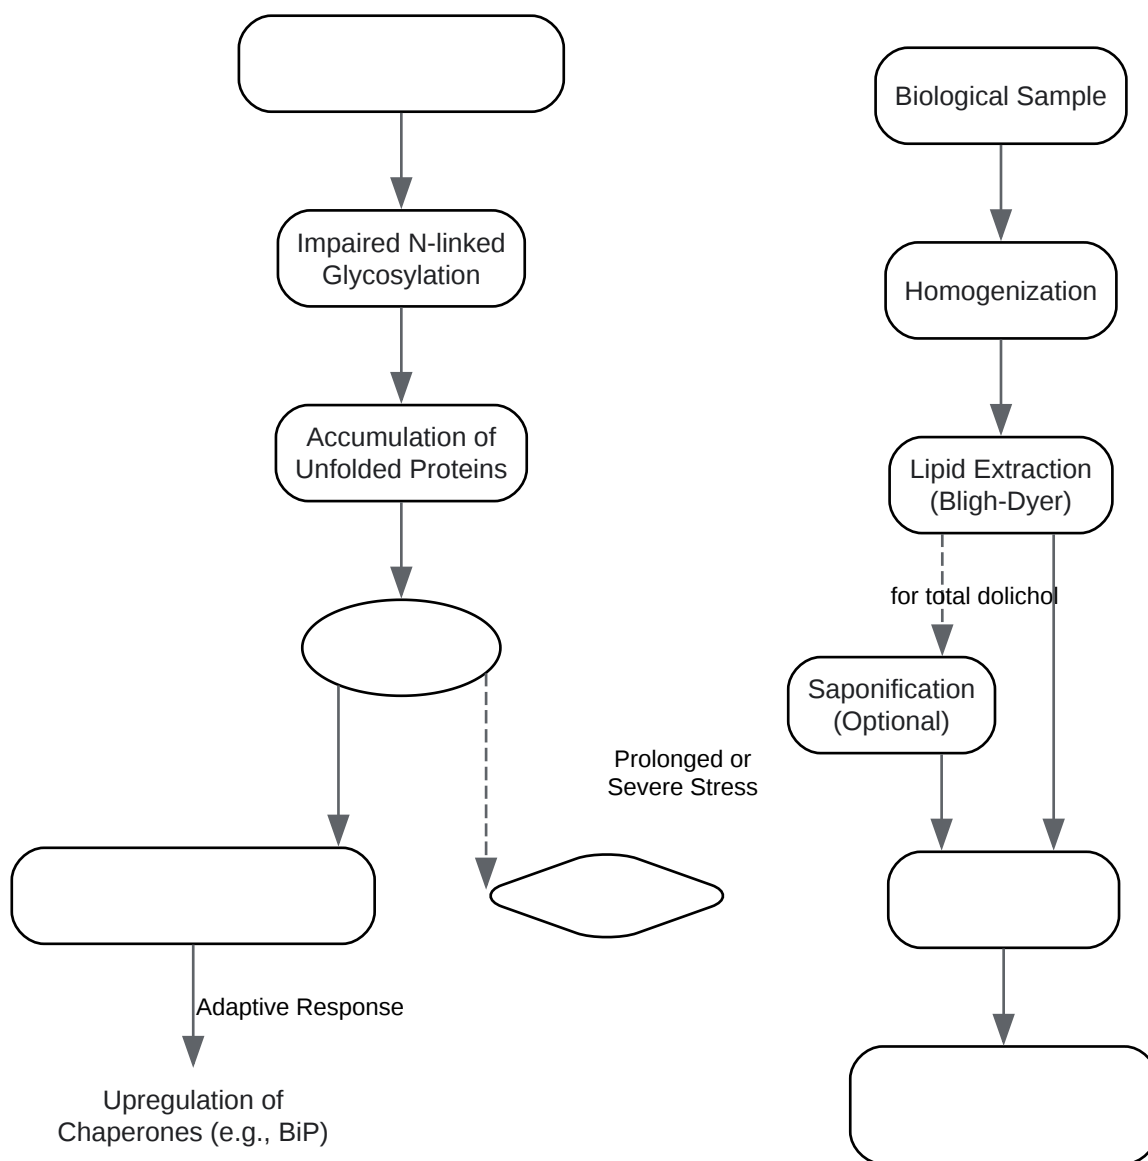 Impaired N-linked
Glycosylation
Accumulation of
Unfolded Proteins
Prolonged or
Severe Stress
Adaptive Response
Upregulation of
Chaperones (e.g., BiP)
Biological Sample
Homogenization
Lipid Extraction
(Bligh-Dyer)
for total dolichol
Saponification
(Optional)